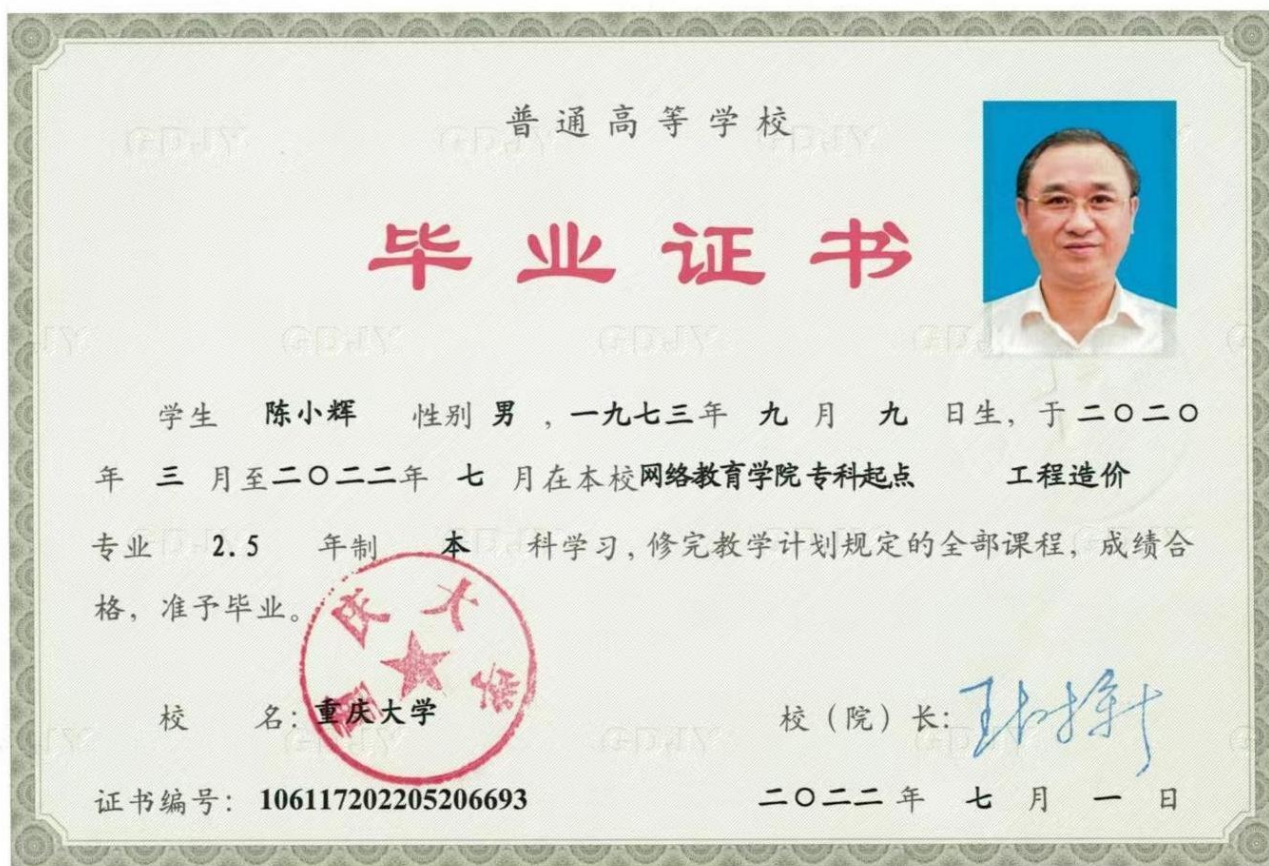 普通高等学校
毕业证书
学生 陈小辉 性别 男 ，一九七三年 九 月 九 日生，于二〇二〇
年 三 月至二〇二二年 七 月在本校网络教育学院专科起点 工程造价
专业 2.5 年制 本 科学习，修完教学计划规定的全部课程，成绩合
格，准予毕业。
重庆大学
校 名：重庆大学
校（院）长：
证书编号：106117202205206693
二〇二二年 七 月 一 日